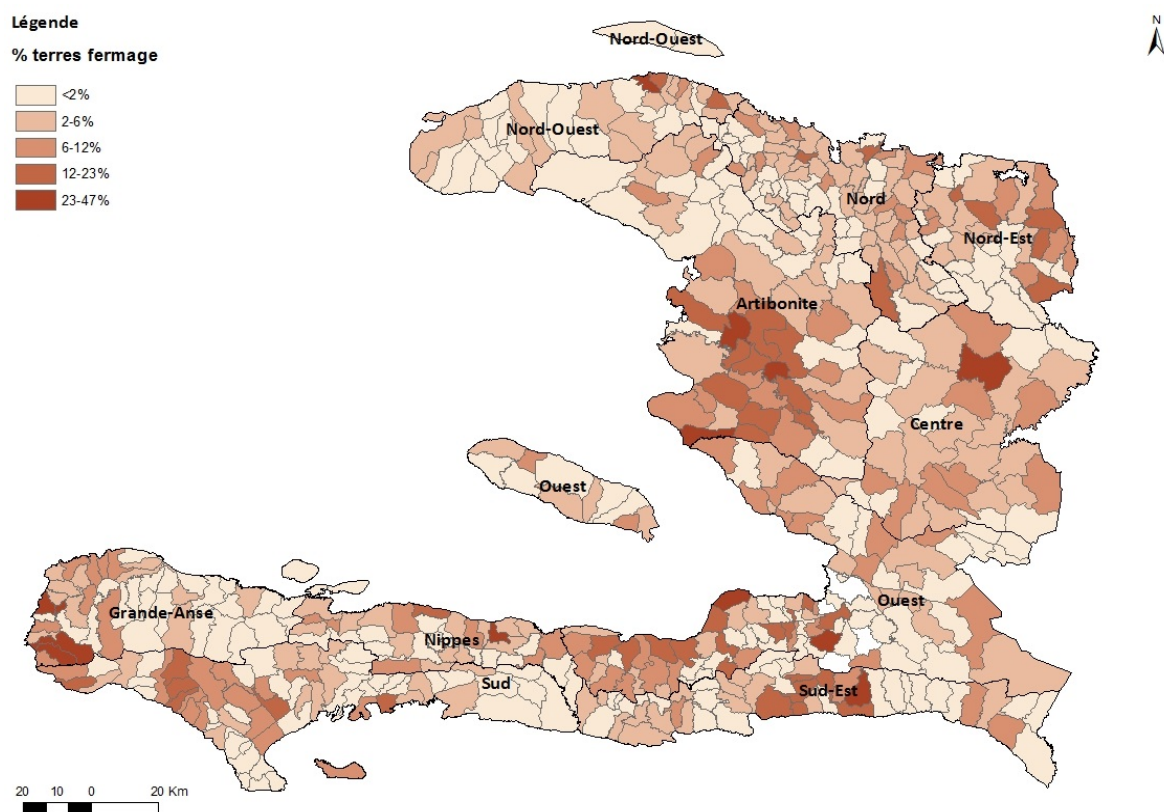 Légende
% terres fermage
<2%
2-6%
6-12%
12-23%
23-47%
N
Nord-Ouest
Nord-Ouest
Nord
Nord-Est
Artibonite
Centre
Ouest
Ouest
Grande-Anse
Nippes
Sud
Sud-Est
20 10 0 20 Km